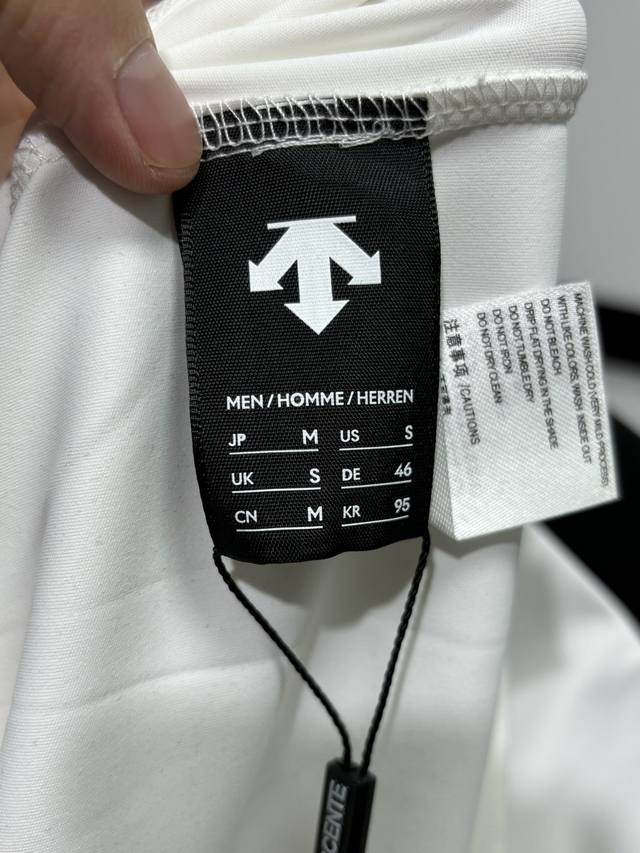 MEN / HOMME / HERREN
JP M US S
UK S DE 46
CN M KR 95
MACHINE WASH COLD (VERY MILD PROCESS)
WITH LIKE COLORS, WASH INSIDE OUT
DO NOT BLEACH
DRIP FLAT DRYING IN THE SHADE
DO NOT TUMBLE DRY
DO NOT IRON
DO NOT DRY CLEAN
注意事项 /CAUTIONS
CENTE